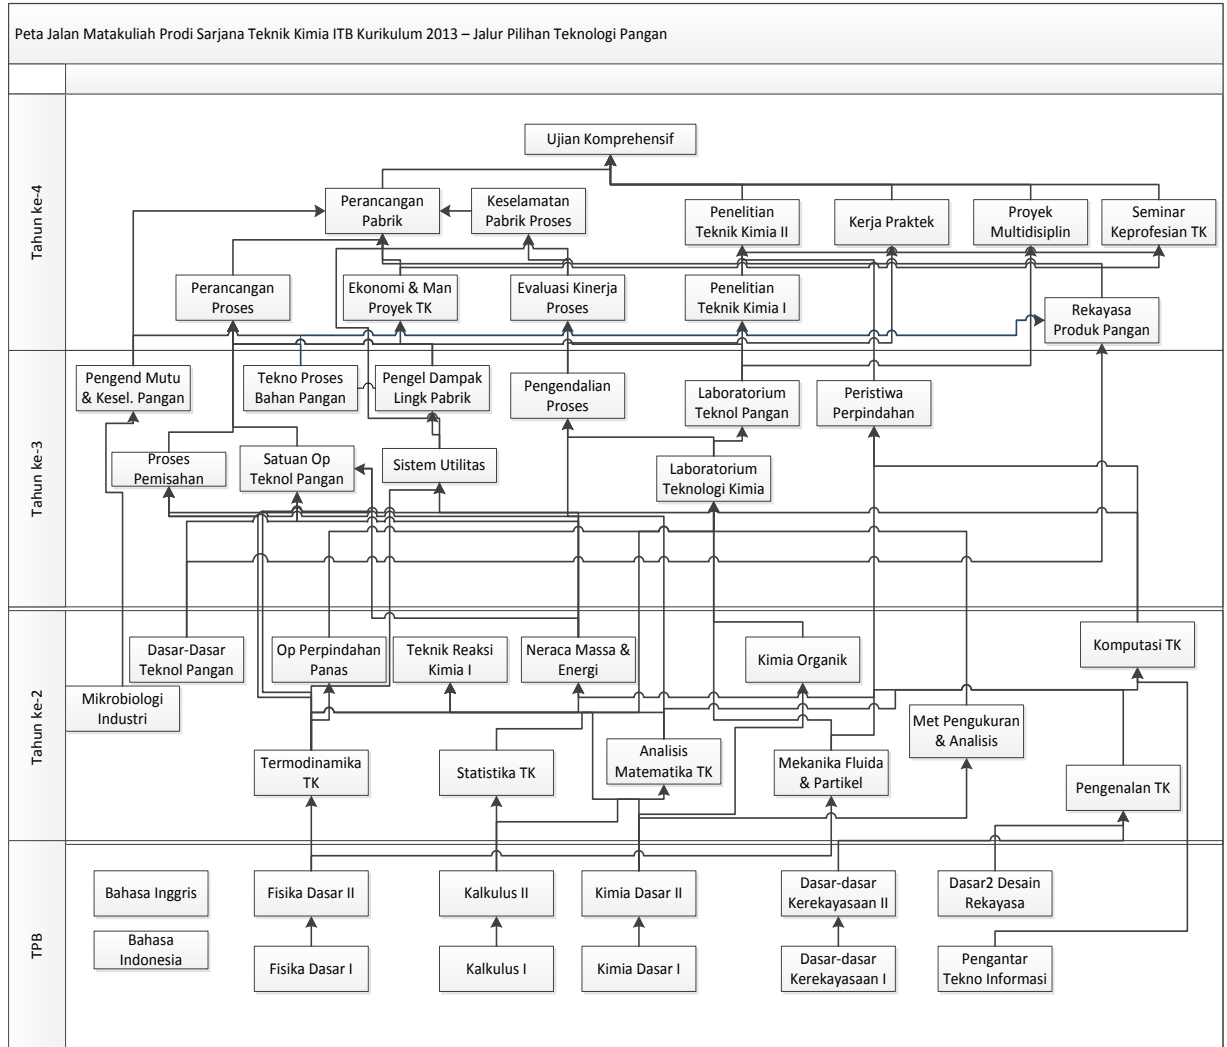 Peta Jalan Matakuliah Prodi Sarjana Teknik Kimia ITB Kurikulum 2013 – Jalur Pilihan Teknologi Pangan
Tahun ke-4
Ujian Komprehensif
Perancangan
Pabrik
Keselamatan
Pabrik Proses
Penelitian
Teknik Kimia II
Kerja Praktek
Proyek
Multidisiplin
Seminar
Keprofesian TK
Perancangan
Proses
Ekonomi & Man
Proyek TK
Evaluasi Kinerja
Proses
Penelitian
Teknik Kimia I
Rekayasa
Produk Pangan
Tahun ke-3
Pengend Mutu
& Kesel. Pangan
Tekno Proses
Bahan Pangan
Pengel Dampak
Lingk Pabrik
Pengendalian
Proses
Laboratorium
Teknol Pangan
Peristiwa
Perpindahan
Proses
Pemisahan
Satuan Op
Teknol Pangan
Sistem Utilitas
Laboratorium
Teknologi Kimia
Tahun ke-2
Dasar-Dasar
Teknol Pangan
Op Perpindahan
Panas
Teknik Reaksi
Kimia I
Neraca Massa &
Energi
Kimia Organik
Komputasi TK
Mikrobiologi
Industri
Met Pengukuran
& Analisis
Termodinamika
TK
Statistika TK
Analisis
Matematika TK
Mekanika Fluida
& Partikel
Pengenalan TK
TPB
Bahasa Inggris
Fisika Dasar II
Kalkulus II
Kimia Dasar II
Dasar-dasar
Kerekayasaan II
Dasar2 Desain
Rekayasa
Bahasa
Indonesia
Fisika Dasar I
Kalkulus I
Kimia Dasar I
Dasar-dasar
Kerekayasaan I
Pengantar
Tekno Informasi